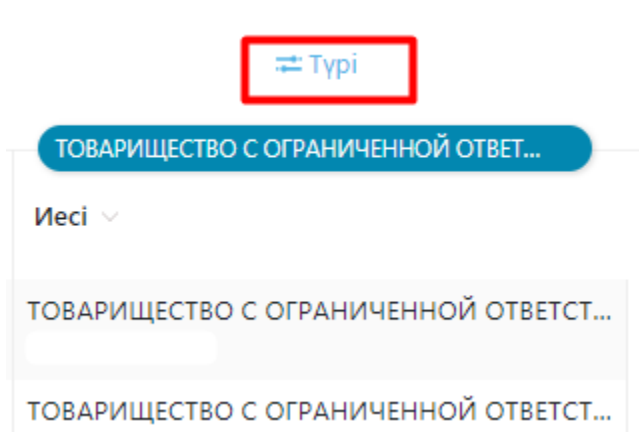 Түрі
ТОВАРИЩЕСТВО С ОГРАНИЧЕННОЙ ОТВЕТ...
Иесі
ТОВАРИЩЕСТВО С ОГРАНИЧЕННОЙ ОТВЕТСТ...
ТОВАРИЩЕСТВО С ОГРАНИЧЕННОЙ ОТВЕТСТ...